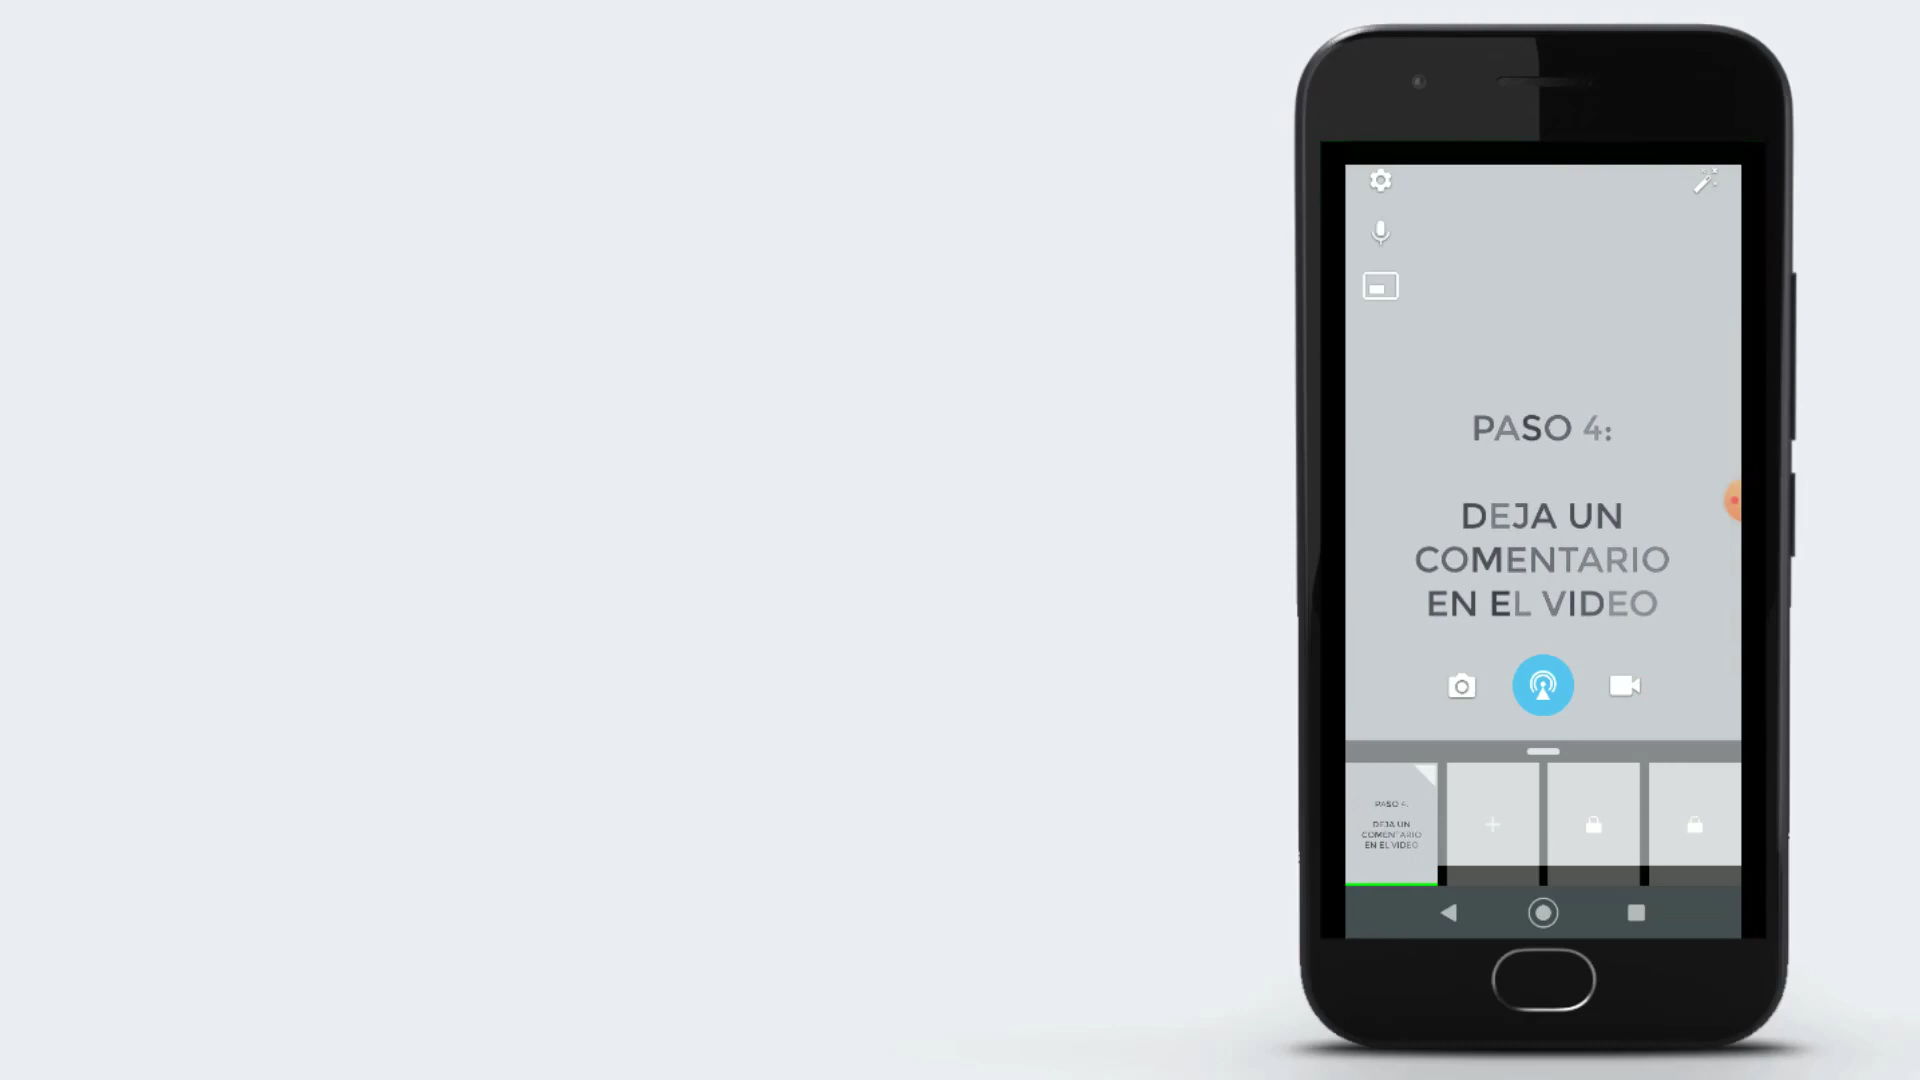 PASO 4:
DEJA UN
COMENTARIO
EN EL VIDEO
PASO 4:
DEJA UN
COMENTARIO
EN EL VIDEO